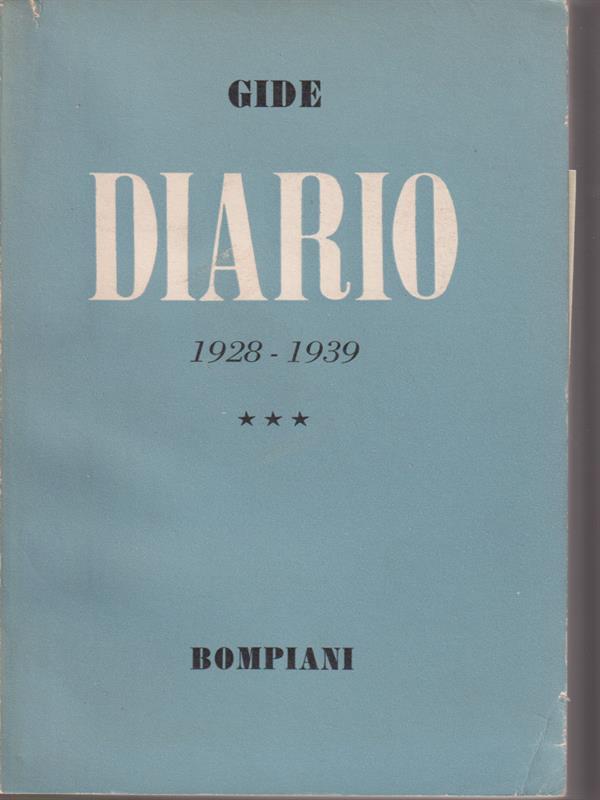 GIDE
DIARIO
1928 - 1939
★ ★ ★
BOMPIANI